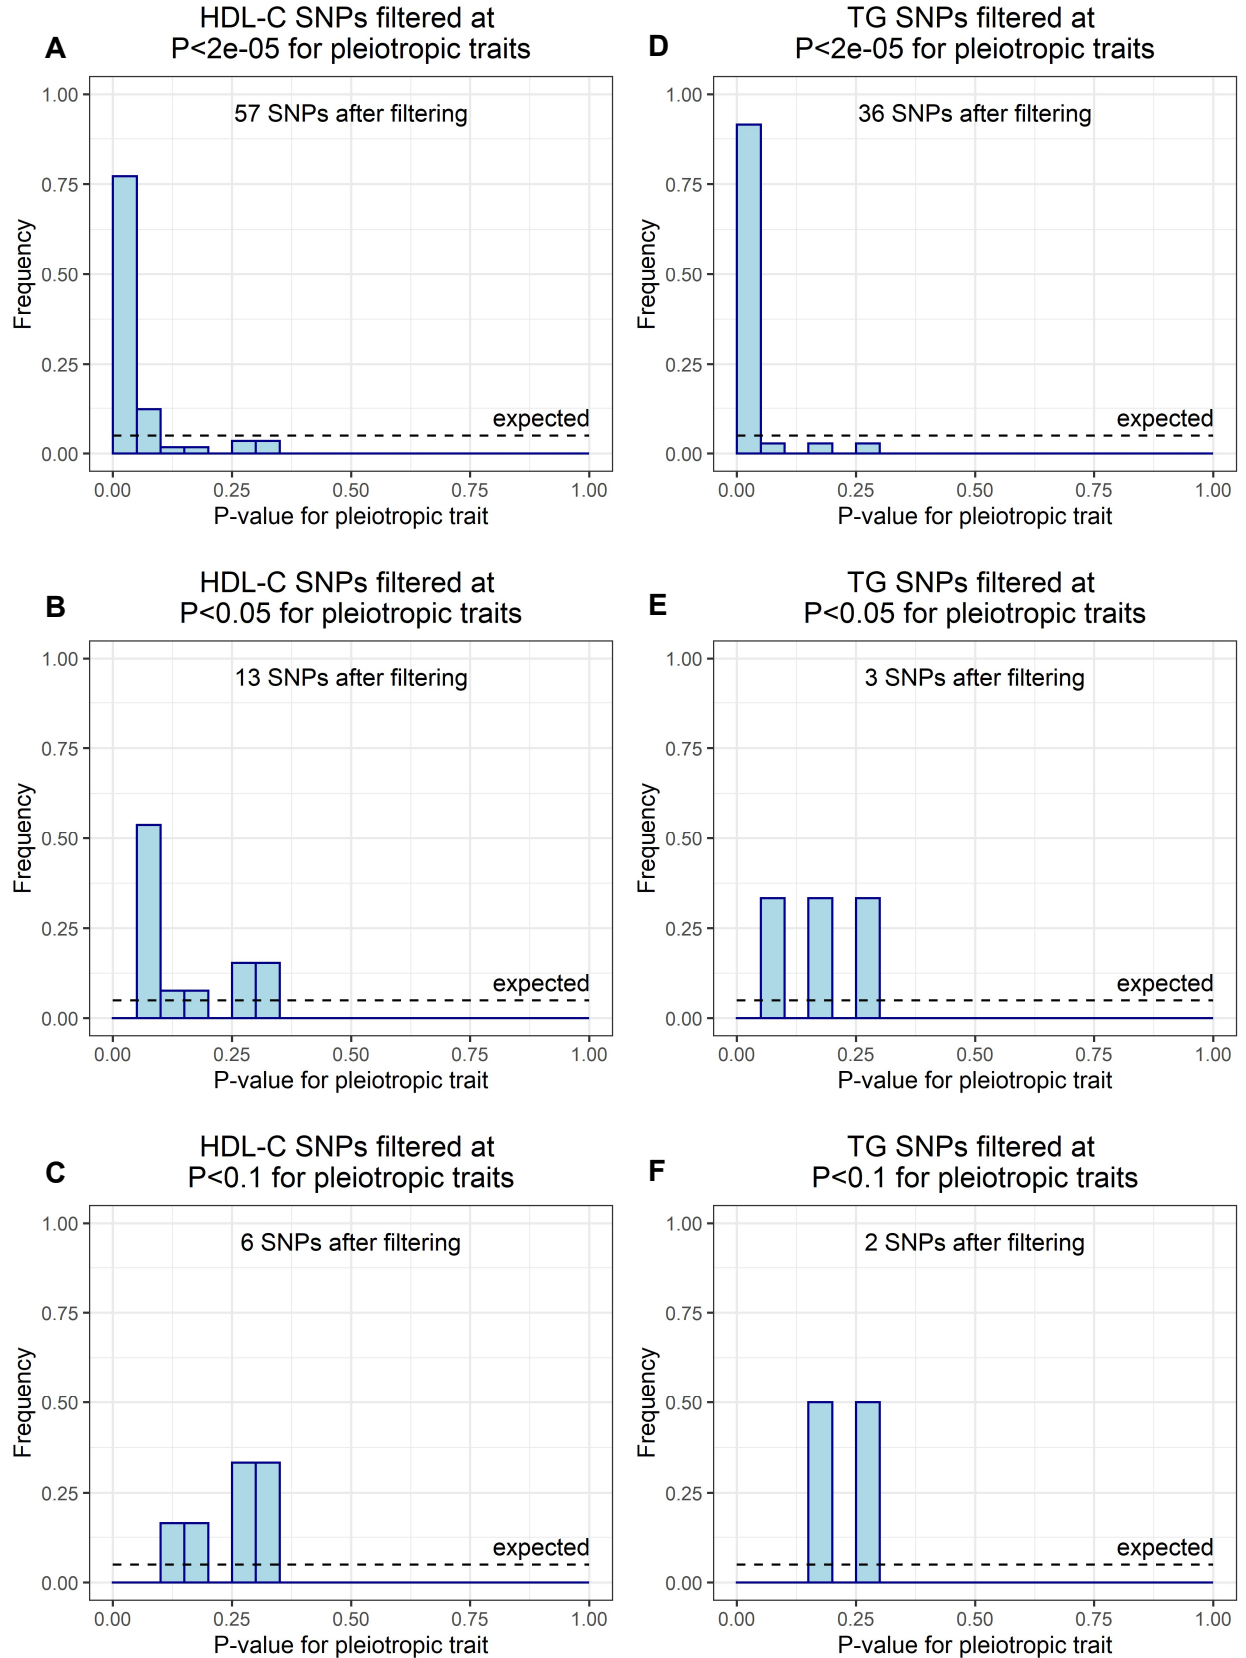 A
HDL-C SNPs filtered at
P<2e-05 for pleiotropic traits
57 SNPs after filtering
1.00
0.75
0.50
0.25
0.00
Frequency
expected
0.00 0.25 0.50 0.75 1.00
P-value for pleiotropic trait
D
TG SNPs filtered at
P<2e-05 for pleiotropic traits
36 SNPs after filtering
1.00
0.75
0.50
0.25
0.00
Frequency
expected
0.00 0.25 0.50 0.75 1.00
P-value for pleiotropic trait
B
HDL-C SNPs filtered at
P<0.05 for pleiotropic traits
13 SNPs after filtering
1.00
0.75
0.50
0.25
0.00
Frequency
expected
0.00 0.25 0.50 0.75 1.00
P-value for pleiotropic trait
E
TG SNPs filtered at
P<0.05 for pleiotropic traits
3 SNPs after filtering
1.00
0.75
0.50
0.25
0.00
Frequency
expected
0.00 0.25 0.50 0.75 1.00
P-value for pleiotropic trait
C
HDL-C SNPs filtered at
P<0.1 for pleiotropic traits
6 SNPs after filtering
1.00
0.75
0.50
0.25
0.00
Frequency
expected
0.00 0.25 0.50 0.75 1.00
P-value for pleiotropic trait
F
TG SNPs filtered at
P<0.1 for pleiotropic traits
2 SNPs after filtering
1.00
0.75
0.50
0.25
0.00
Frequency
expected
0.00 0.25 0.50 0.75 1.00
P-value for pleiotropic trait